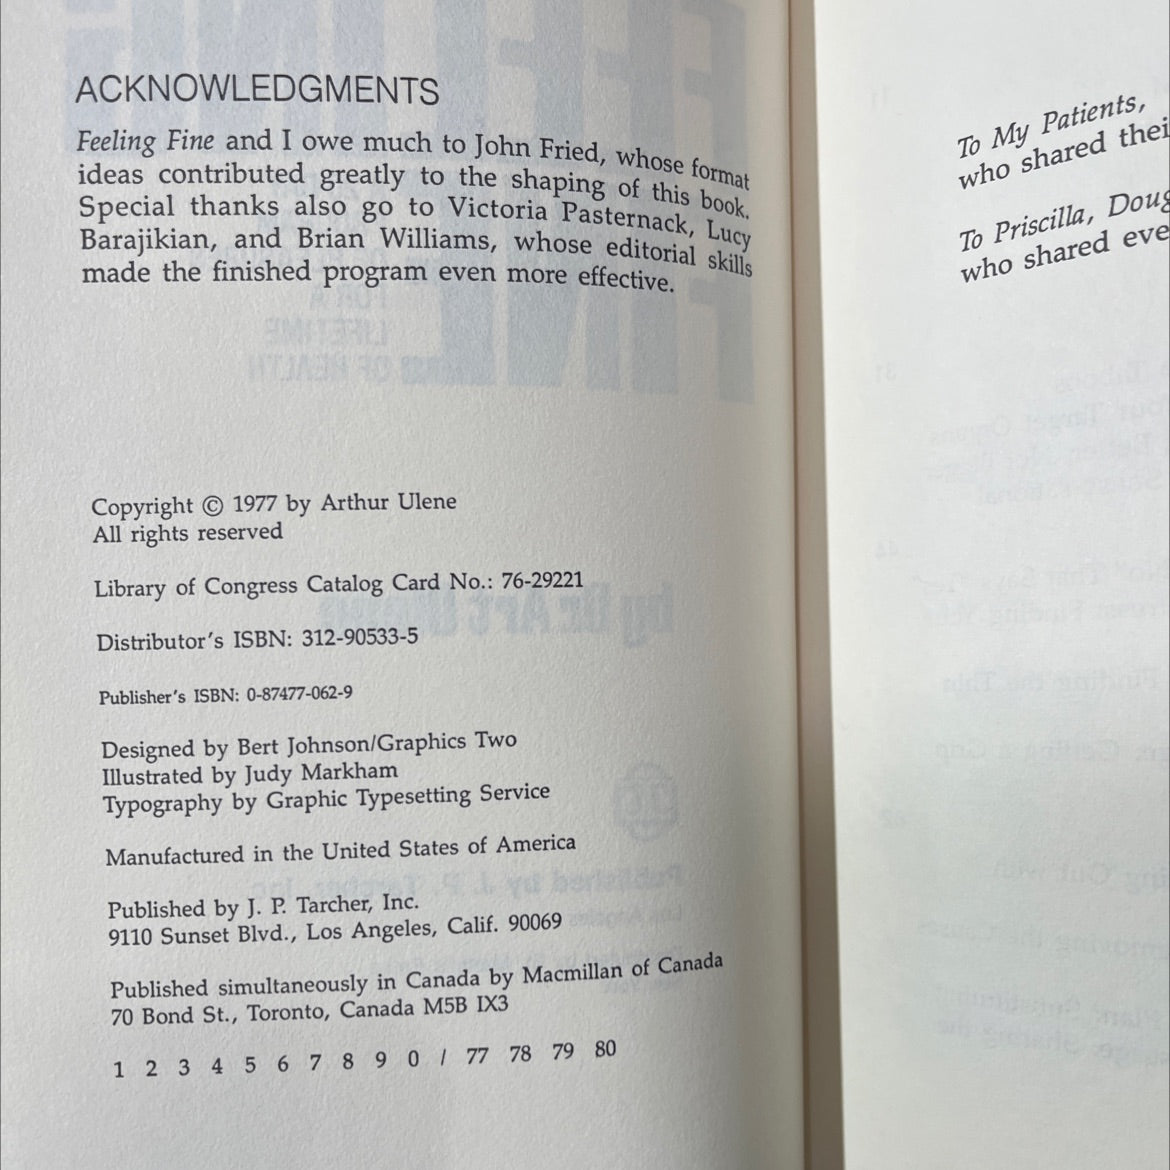 ACKNOWLEDGMENTS
Feeling Fine and I owe much to John Fried, whose format
ideas contributed greatly to the shaping of this book.
Special thanks also go to Victoria Pasternack, Lucy
Barajikian, and Brian Williams, whose editorial skills
made the finished program even more effective.
Copyright © 1977 by Arthur Ulene
All rights reserved
Library of Congress Catalog Card No.: 76-29221
Distributor's ISBN: 312-90533-5
Publisher's ISBN: 0-87477-062-9
Designed by Bert Johnson/Graphics Two
Illustrated by Judy Markham
Typography by Graphic Typesetting Service
Manufactured in the United States of America
Published by J. P. Tarcher, Inc.
9110 Sunset Blvd., Los Angeles, Calif. 90069
Published simultaneously in Canada by Macmillan of Canada
70 Bond St., Toronto, Canada M5B IX3
1 2 3 4 5 6 7 8 9 0 / 77 78 79 80
To My Patients,
who shared
To Priscilla,
who shared